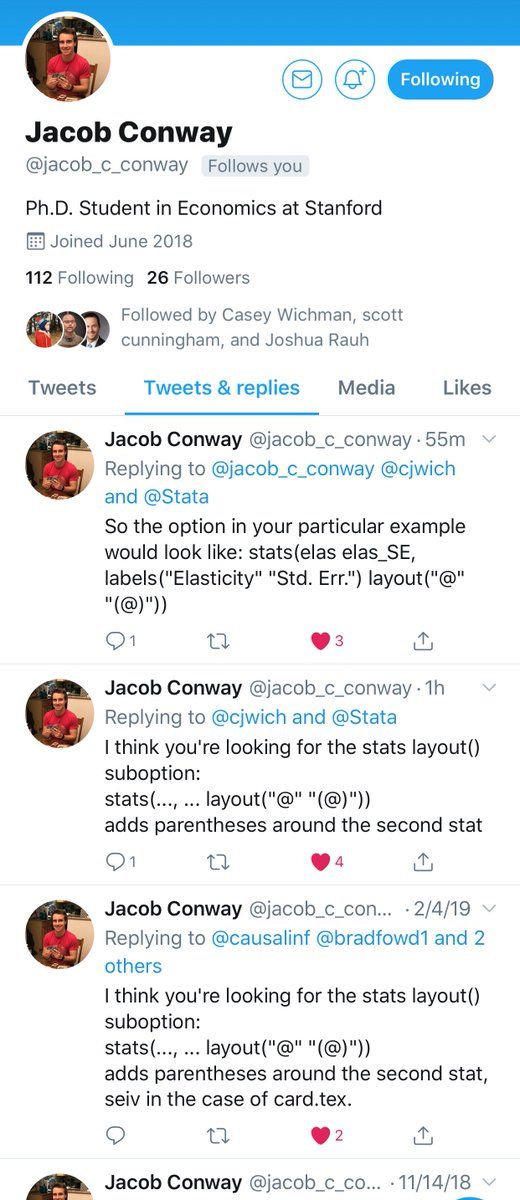 Following
Jacob Conway
@jacob_c_conway Follows you
Ph.D. Student in Economics at Stanford
Joined June 2018
112 Following 26 Followers
Followed by Casey Wichman, scott
cunningham, and Joshua Rauh
Tweets Tweets & replies Media Likes
Jacob Conway @jacob_c_conway · 55m
Replying to @jacob_c_conway @cjwich
and @Stata
So the option in your particular example
would look like: stats(elas elas_SE,
labels("Elasticity" "Std. Err.") layout("@"
"(@)"))
1 3
Jacob Conway @jacob_c_conway · 1h
Replying to @cjwich and @Stata
I think you're looking for the stats layout()
suboption:
stats(..., ... layout("@" "(@)"))
adds parentheses around the second stat
1 4
Jacob Conway @jacob_c_con... · 2/4/19
Replying to @causalinf @bradfowd1 and 2
others
I think you're looking for the stats layout()
suboption:
stats(..., ... layout("@" "(@)"))
adds parentheses around the second stat,
seiv in the case of card.tex.
2
Jacob Conway @jacob_c_co... · 11/14/18